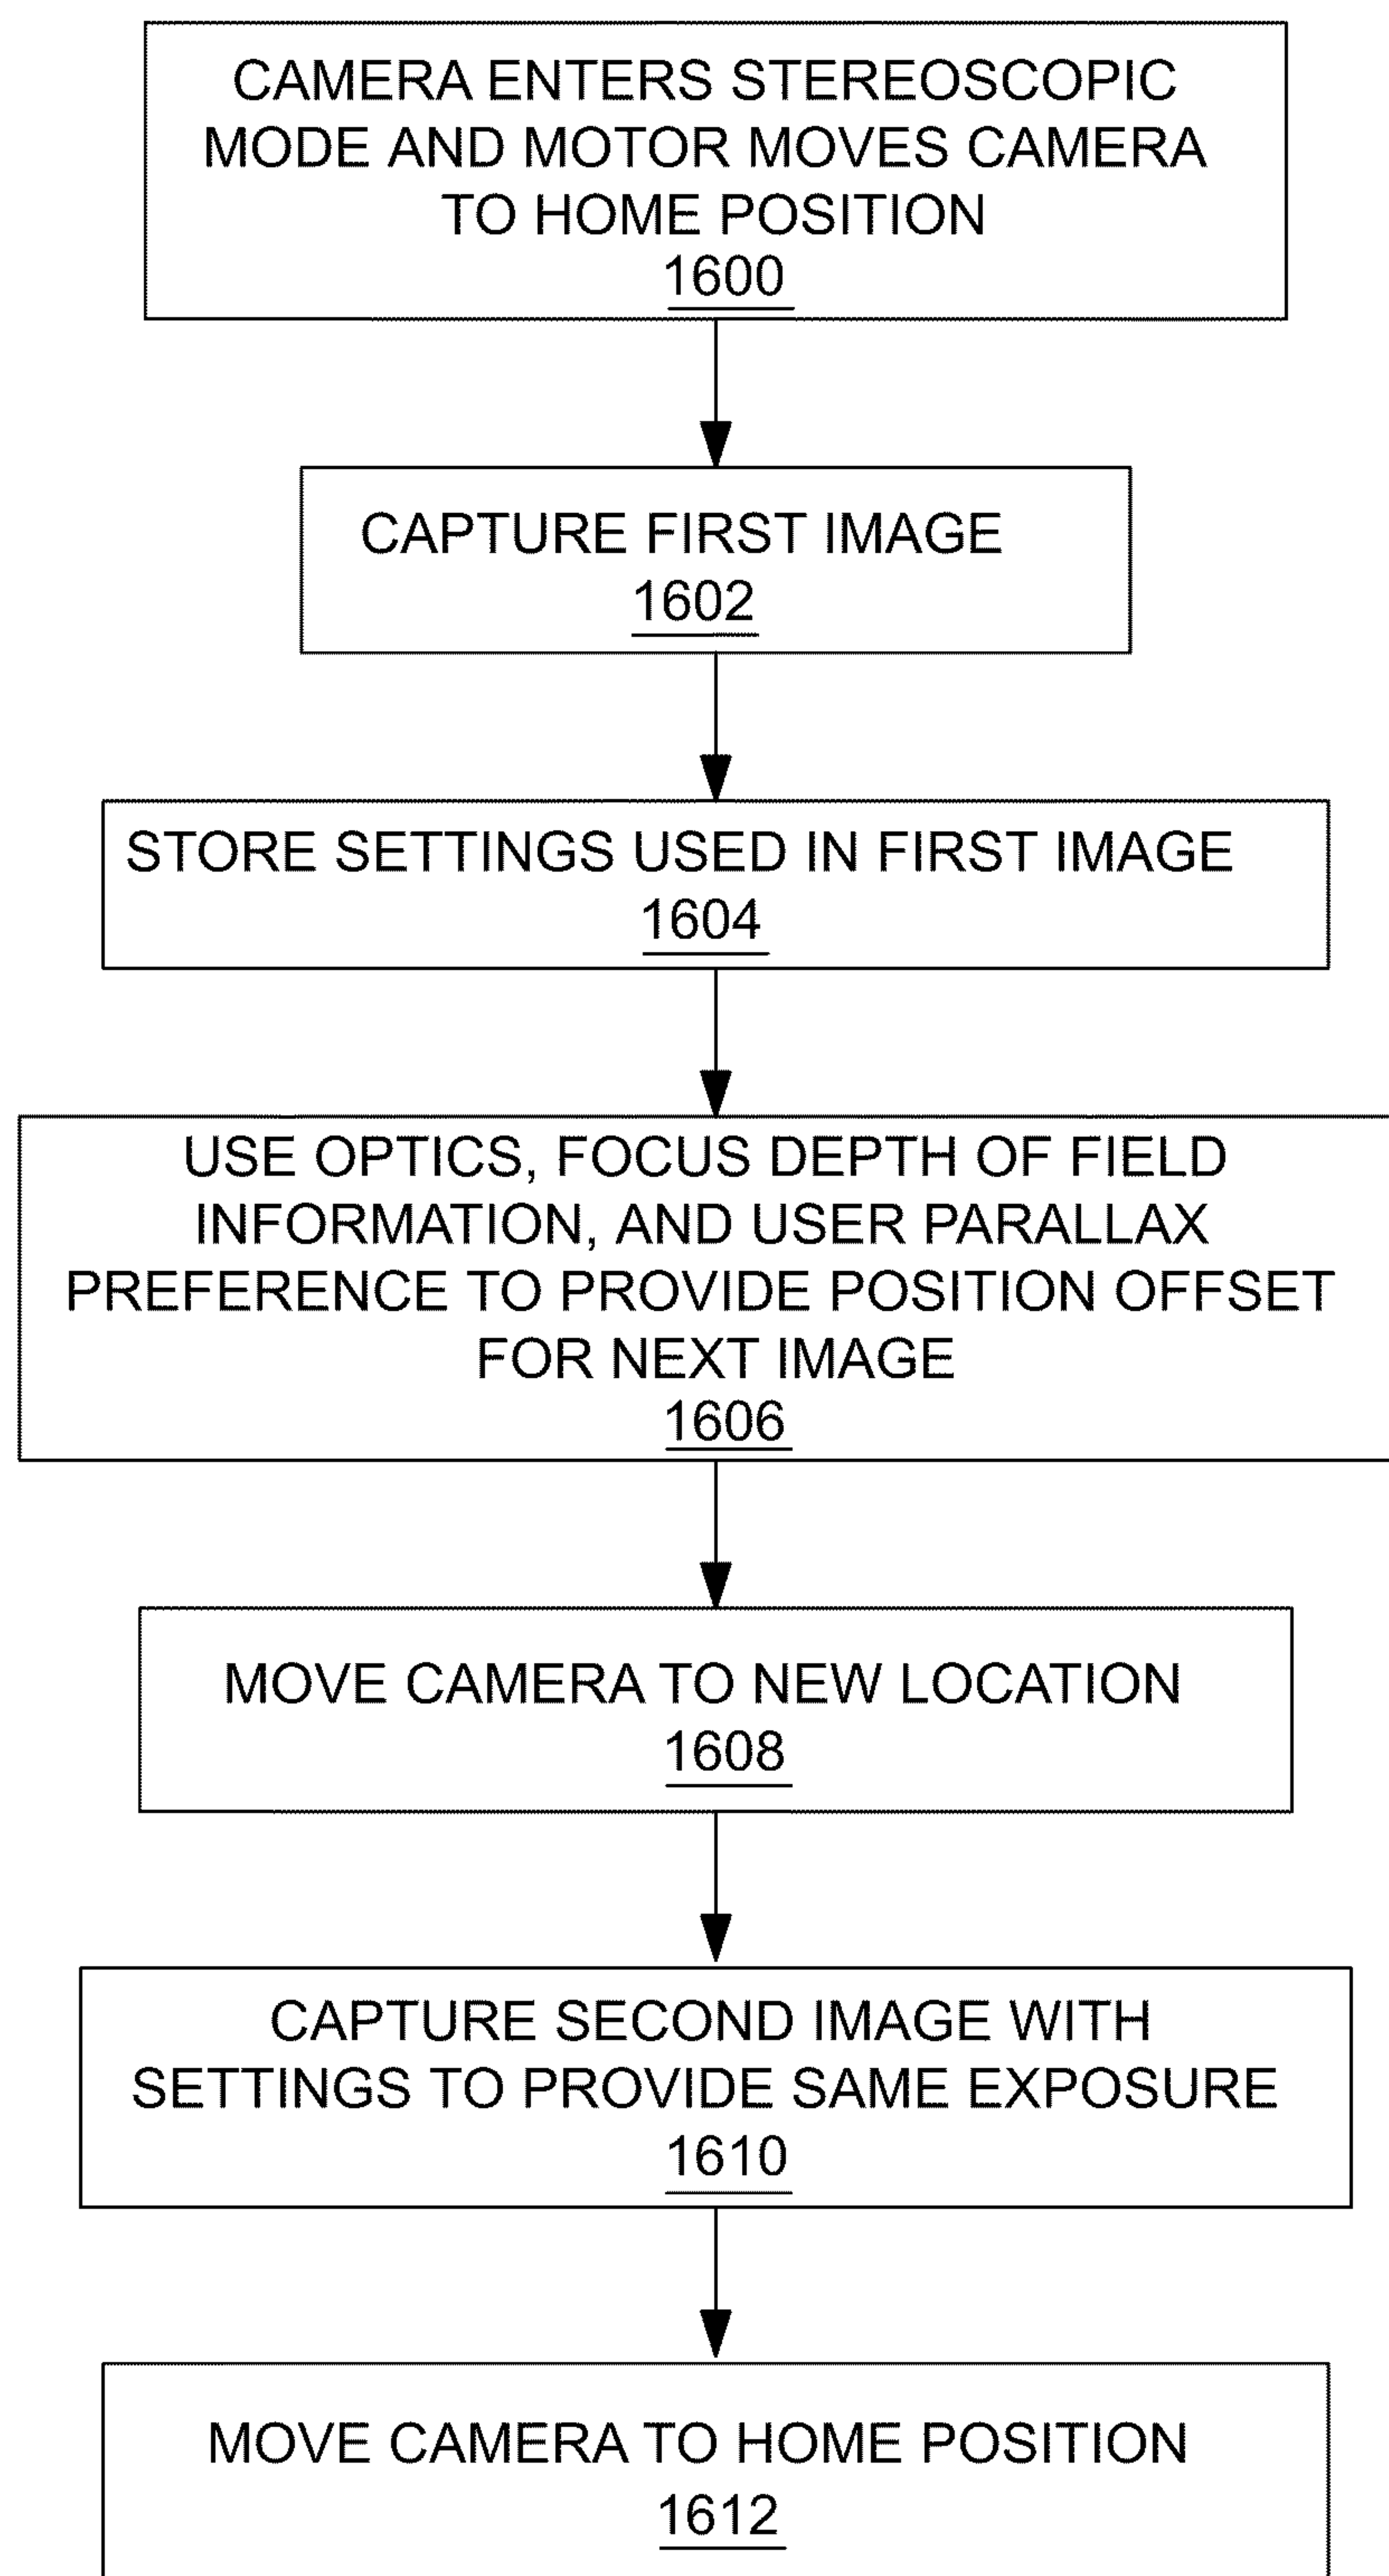 CAMERA ENTERS STEREOSCOPIC
MODE AND MOTOR MOVES CAMERA
TO HOME POSITION
1600
CAPTURE FIRST IMAGE
1602
STORE SETTINGS USED IN FIRST IMAGE
1604
USE OPTICS, FOCUS DEPTH OF FIELD
INFORMATION, AND USER PARALLAX
PREFERENCE TO PROVIDE POSITION OFFSET
FOR NEXT IMAGE
1606
MOVE CAMERA TO NEW LOCATION
1608
CAPTURE SECOND IMAGE WITH
SETTINGS TO PROVIDE SAME EXPOSURE
1610
MOVE CAMERA TO HOME POSITION
1612